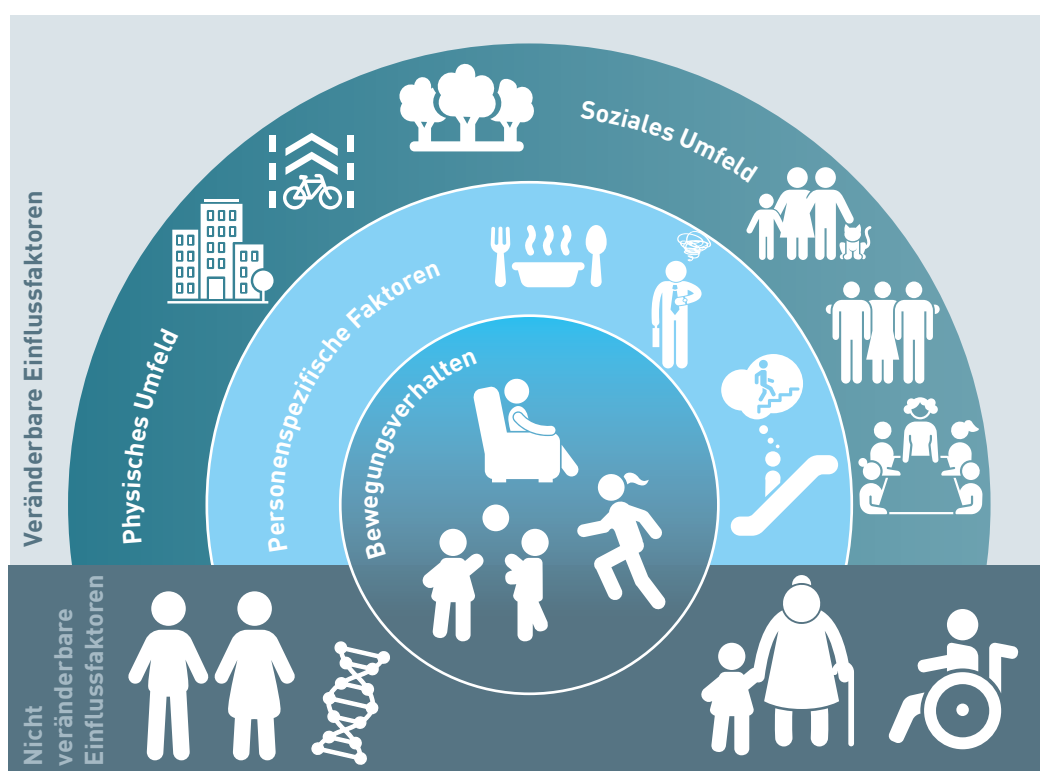 Veränderbare Einflussfaktoren
Physisches Umfeld
Soziales Umfeld
Personenspezifische Faktoren
Bewegungsverhalten
Nicht
veränderbare
Einflussfaktoren